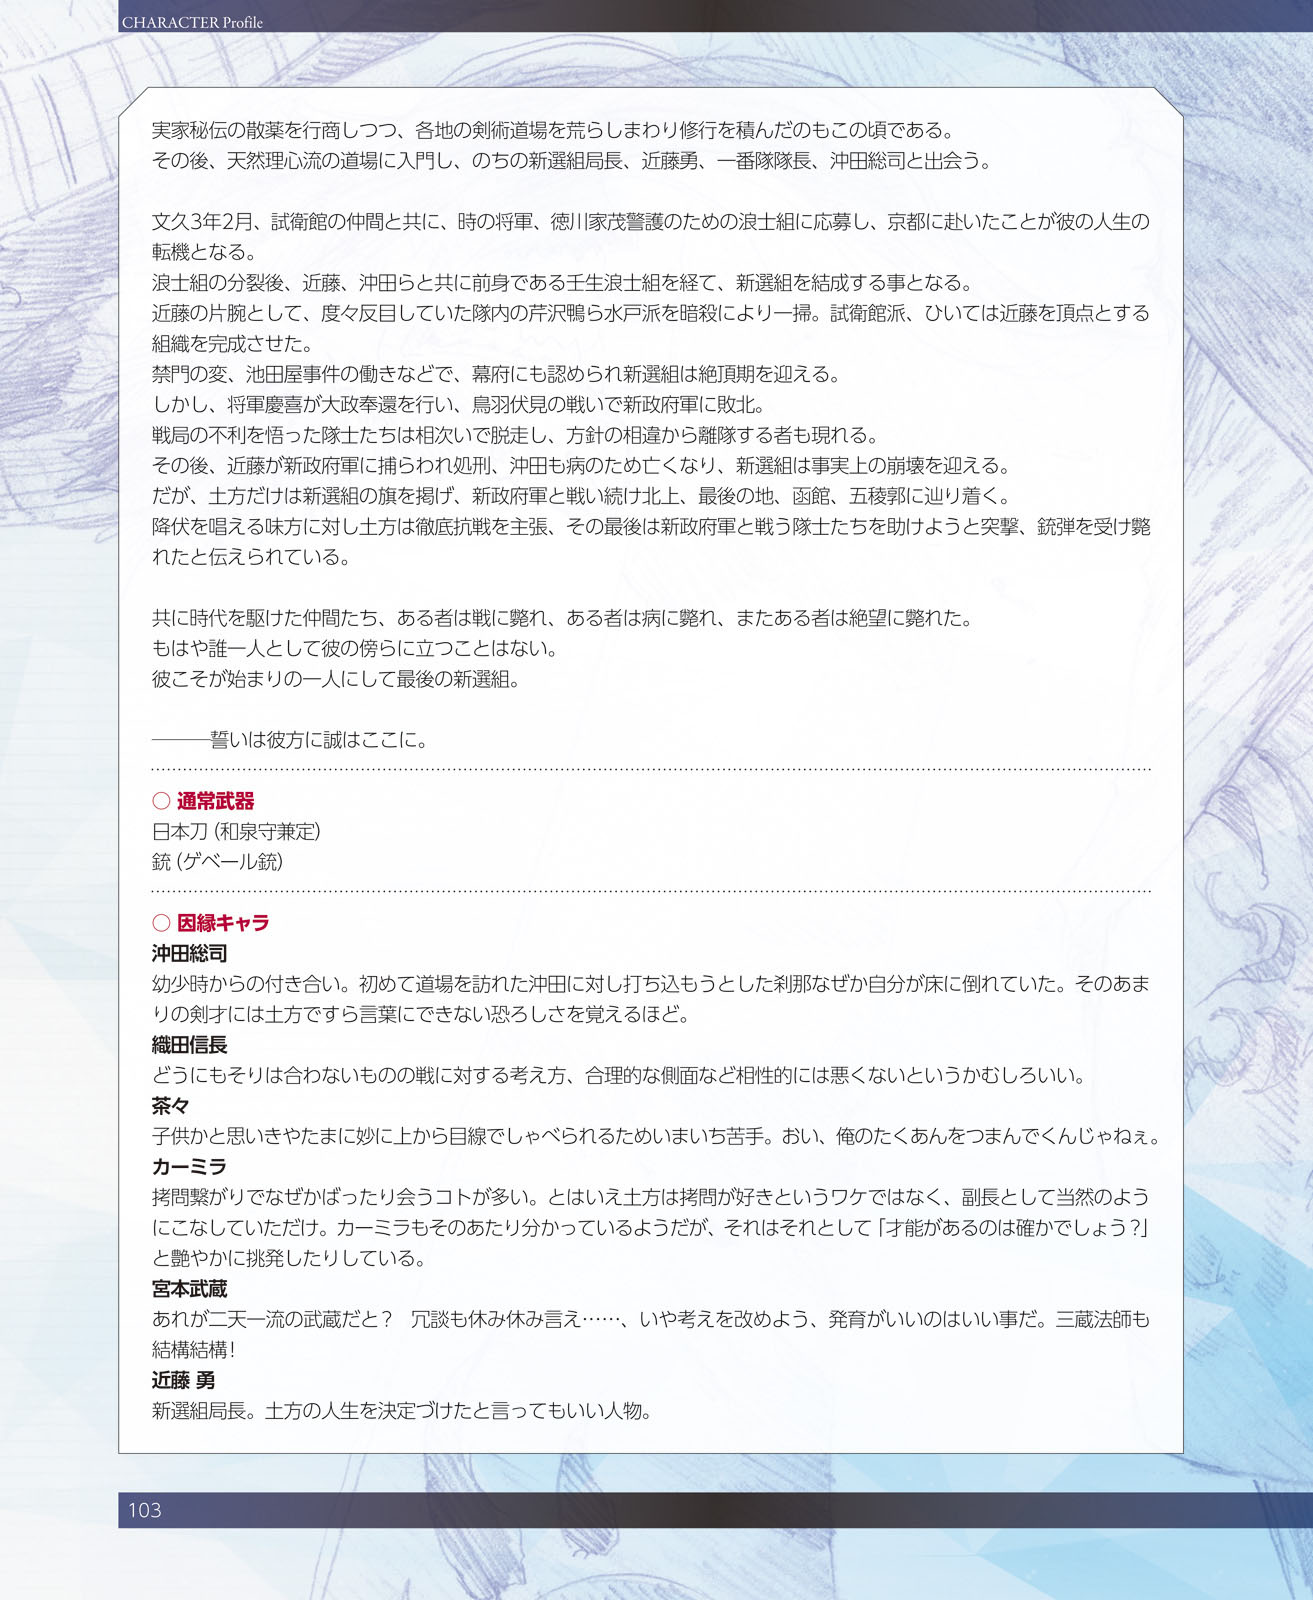 CHARACTER Profile
実家秘伝の散薬を行商しつつ、各地の剣術道場を荒らしまわり修行を積んだのもこの頃である。
その後、天然理心流の道場に入門し、のちの新選組局長、近藤勇、一番隊隊長、沖田総司と出会う。
文久3年2月、試衛館の仲間と共に、時の将軍、徳川家茂警護のための浪士組に応募し、京都に赴いたことが彼の人生の
転機となる。
浪士組の分裂後、近藤、沖田らと共に前身である壬生浪士組を経て、新選組を結成する事となる。
近藤の片腕として、度々反目していた隊内の芹沢鴨ら水戸派を暗殺により一掃。試衛館派、ひいては近藤を頂点とする
組織を完成させた。
禁門の変、池田屋事件の働きなどで、幕府にも認められ新選組は絶頂期を迎える。
しかし、将軍慶喜が大政奉還を行い、鳥羽伏見の戦いで新政府軍に敗北。
戦局の不利を悟った隊士たちは相次いで脱走し、方針の相違から離隊する者も現れる。
その後、近藤が新政府軍に捕らわれ処刑、沖田も病のため亡くなり、新選組は事実上の崩壊を迎える。
だが、土方だけは新選組の旗を掲げ、新政府軍と戦い続け北上、最後の地、函館、五稜郭に辿り着く。
降伏を唱える味方に対し土方は徹底抗戦を主張、その最後は新政府軍と戦う隊士たちを助けようと突撃、銃弾を受け斃
れたと伝えられている。
共に時代を駆けた仲間たち、ある者は戦に斃れ、ある者は病に斃れ、またある者は絶望に斃れた。
もはや誰一人として彼の傍らに立つことはない。
彼こそが始まりの一人にして最後の新選組。
―――誓いは彼方に誠はここに。
○ 通常武器
日本刀（和泉守兼定）
銃（ゲベール銃）
○ 因縁キャラ
沖田総司
幼少時からの付き合い。初めて道場を訪れた沖田に対し打ち込もうとした刹那なぜか自分が床に倒れていた。そのあま
りの剣才には土方ですら言葉にできない恐ろしさを覚えるほど。
織田信長
どうにもそりは合わないものの戦に対する考え方、合理的な側面など相性的には悪くないというかむしろいい。
茶々
子供かと思いきやたまに妙に上から目線でしゃべられるためいまいち苦手。おい、俺のたくあんをつまんでくんじゃねぇ。
カーミラ
拷問繋がりでなぜかばったり会うコトが多い。とはいえ土方は拷問が好きというワケではなく、副長として当然のよう
にこなしていただけ。カーミラもそのあたり分かっているようだが、それはそれとして「才能があるのは確かでしょう？」
と艶やかに挑発したりしている。
宮本武蔵
あれが二天一流の武蔵だと？　冗談も休み休み言え……、いや考えを改めよう、発育がいいのはいい事だ。三蔵法師も
結構結構！
近藤 勇
新選組局長。土方の人生を決定づけたと言ってもいい人物。
103